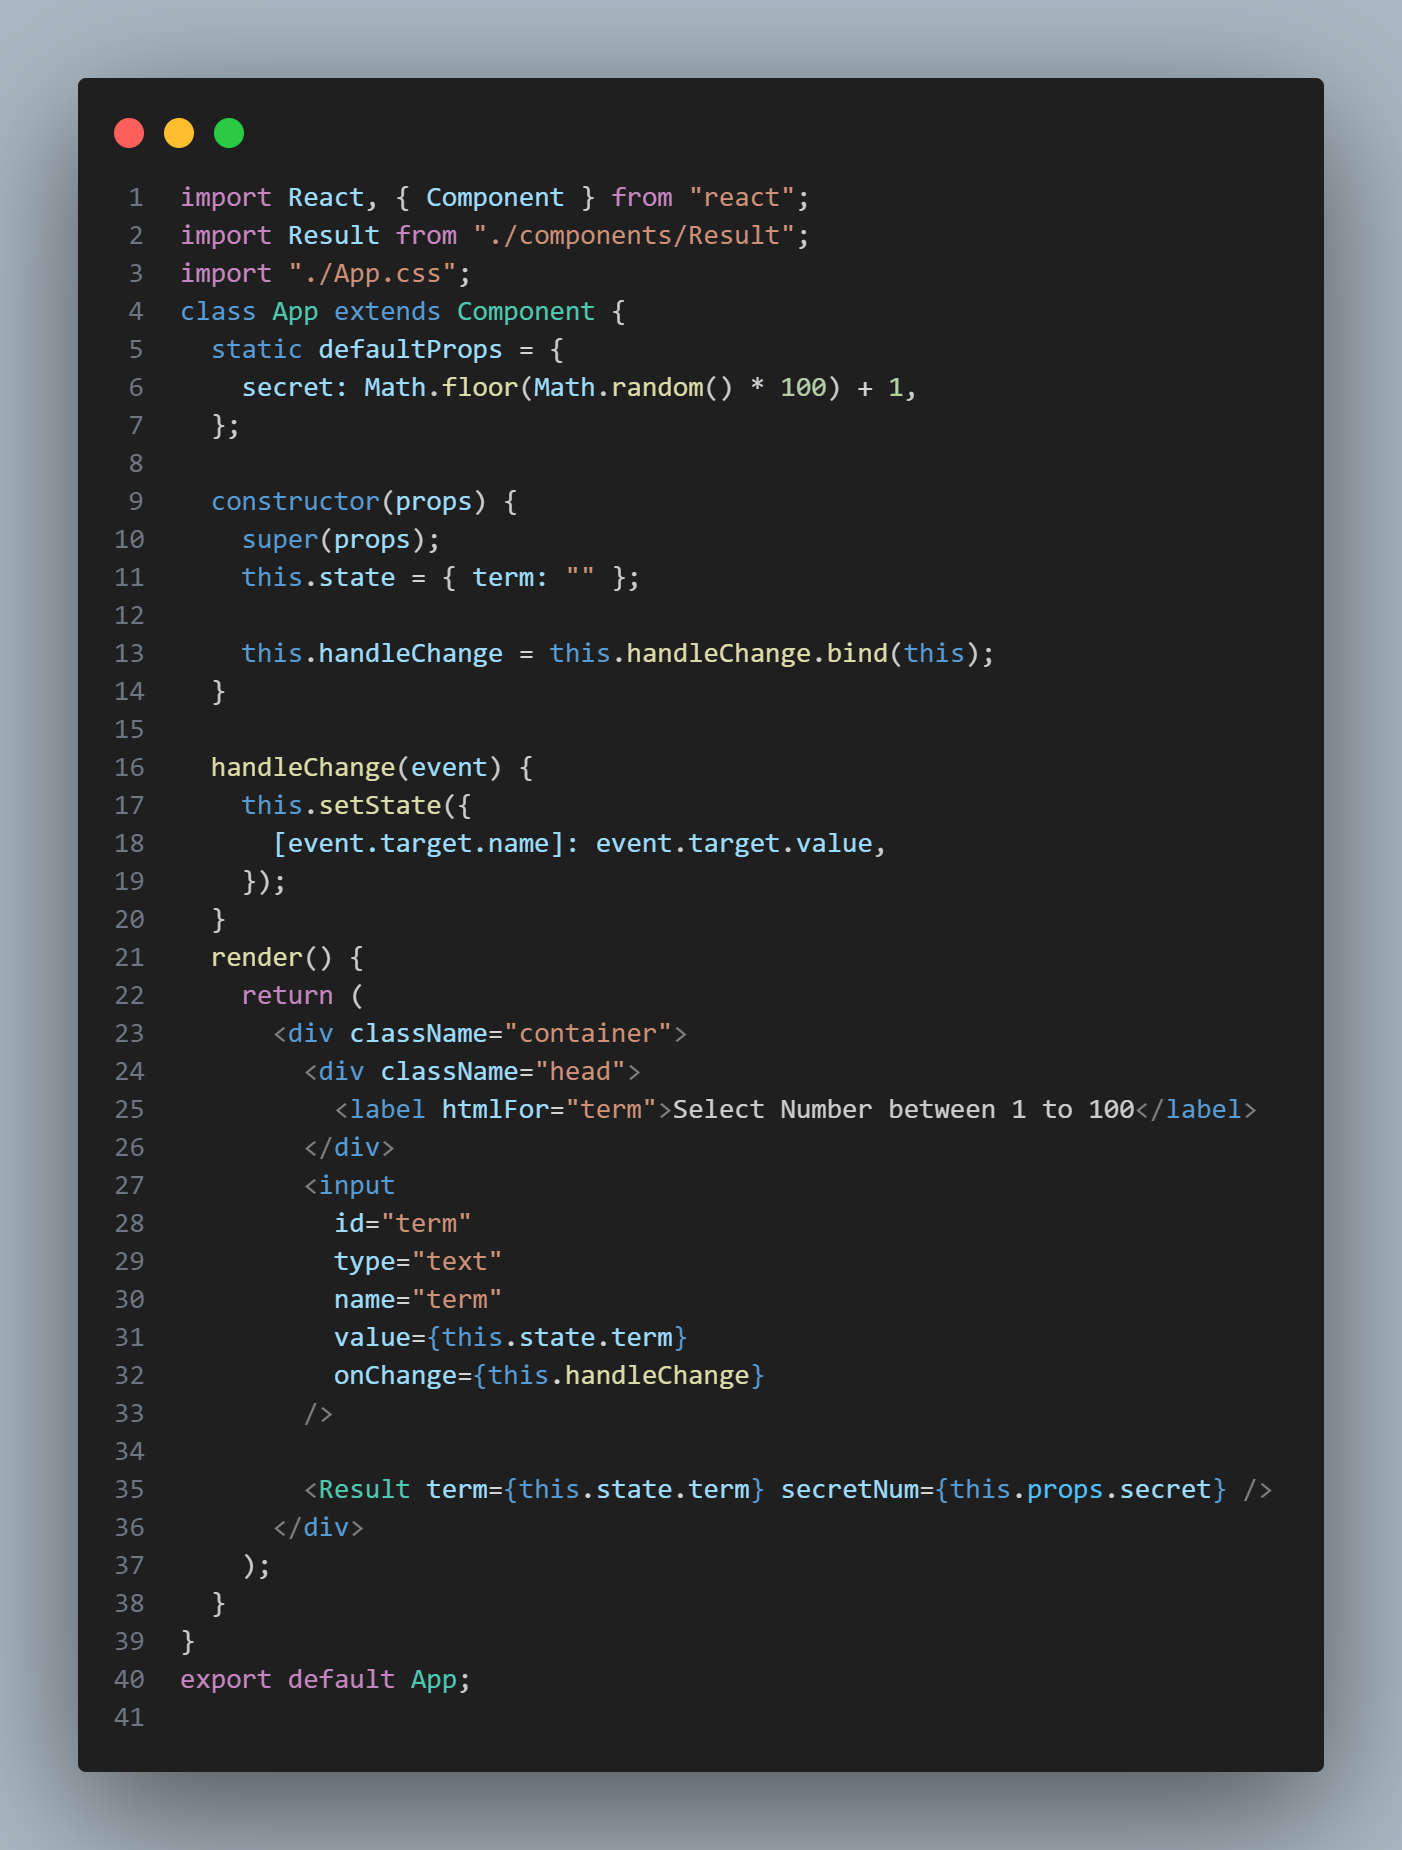 1 import React, { Component } from "react";
2 import Result from "./components/Result";
3 import "./App.css";
4 class App extends Component {
5   static defaultProps = {
6     secret: Math.floor(Math.random() * 100) + 1,
7   };
8
9   constructor(props) {
10     super(props);
11     this.state = { term: "" };
12
13     this.handleChange = this.handleChange.bind(this);
14   }
15
16   handleChange(event) {
17     this.setState({
18       [event.target.name]: event.target.value,
19     });
20   }
21   render() {
22     return (
23       <div className="container">
24         <div className="head">
25           <label htmlFor="term">Select Number between 1 to 100</label>
26         </div>
27         <input
28           id="term"
29           type="text"
30           name="term"
31           value={this.state.term}
32           onChange={this.handleChange}
33         />
34
35         <Result term={this.state.term} secretNum={this.props.secret} />
36       </div>
37     );
38   }
39 }
40 export default App;
41